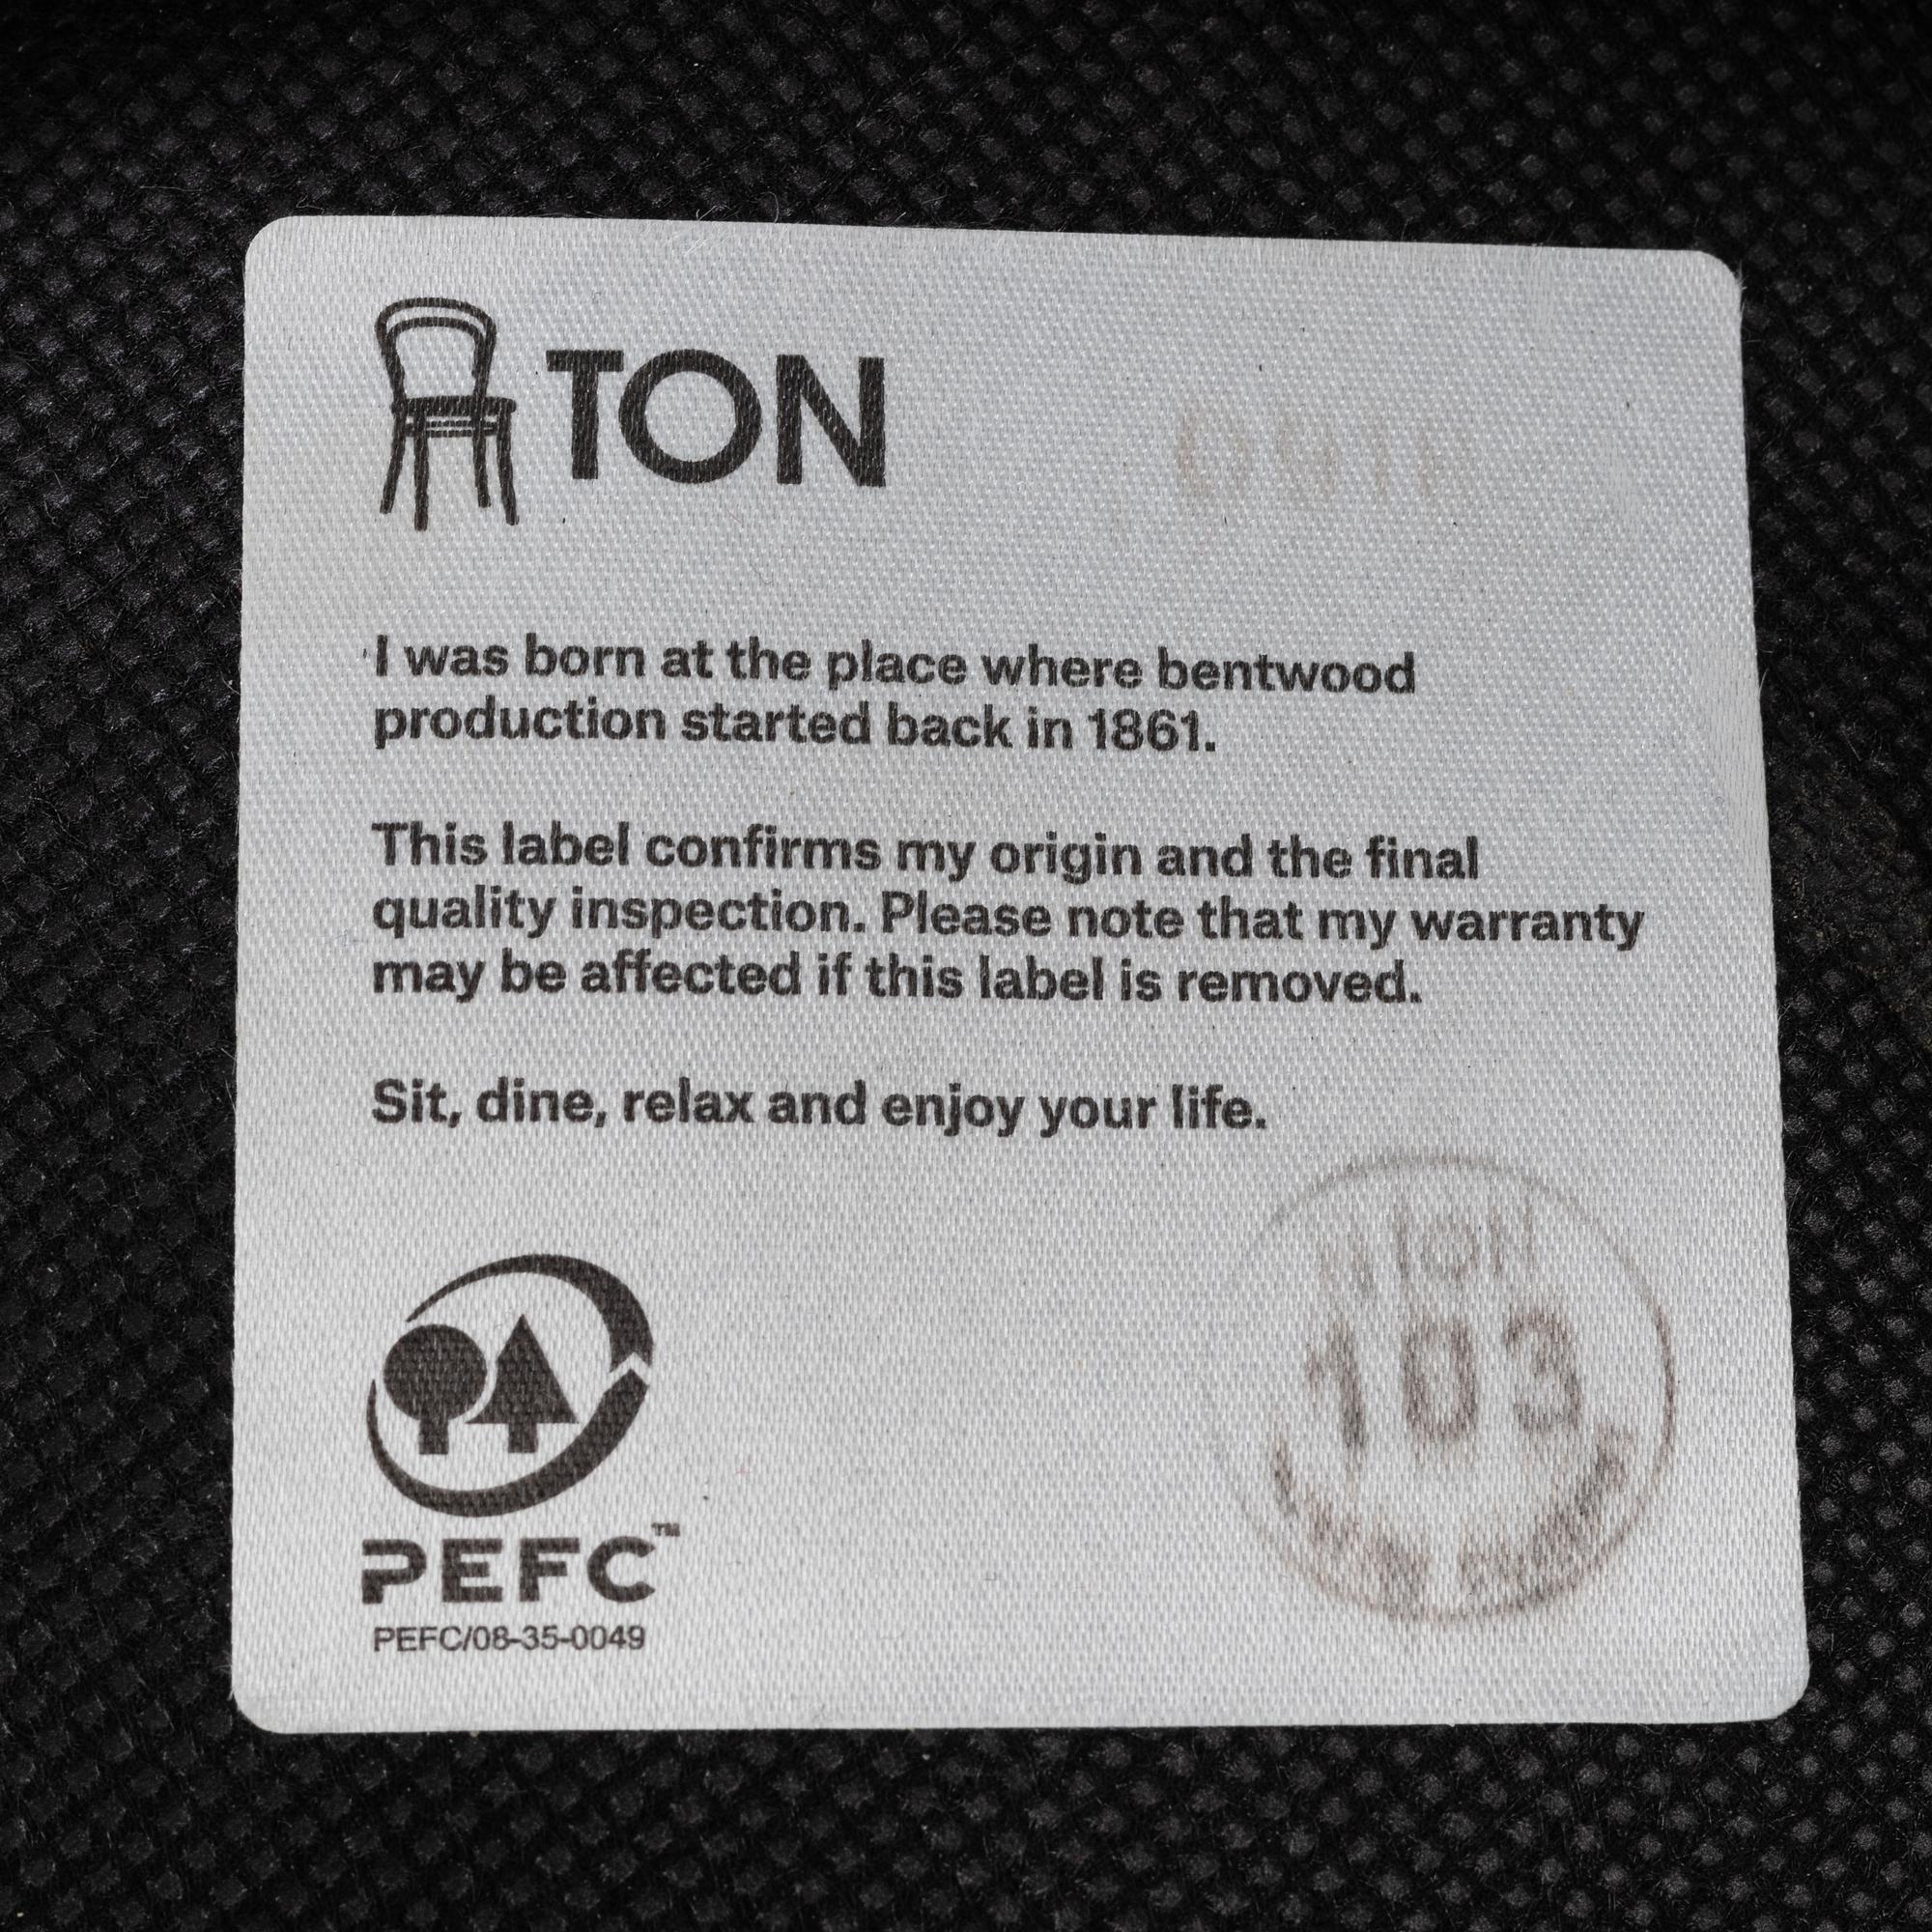 TON
I was born at the place where bentwood
production started back in 1861.
This label confirms my origin and the final
quality inspection. Please note that my warranty
may be affected if this label is removed.
Sit, dine, relax and enjoy your life.
TON
103
PEFC™
PEFC/08-35-0049